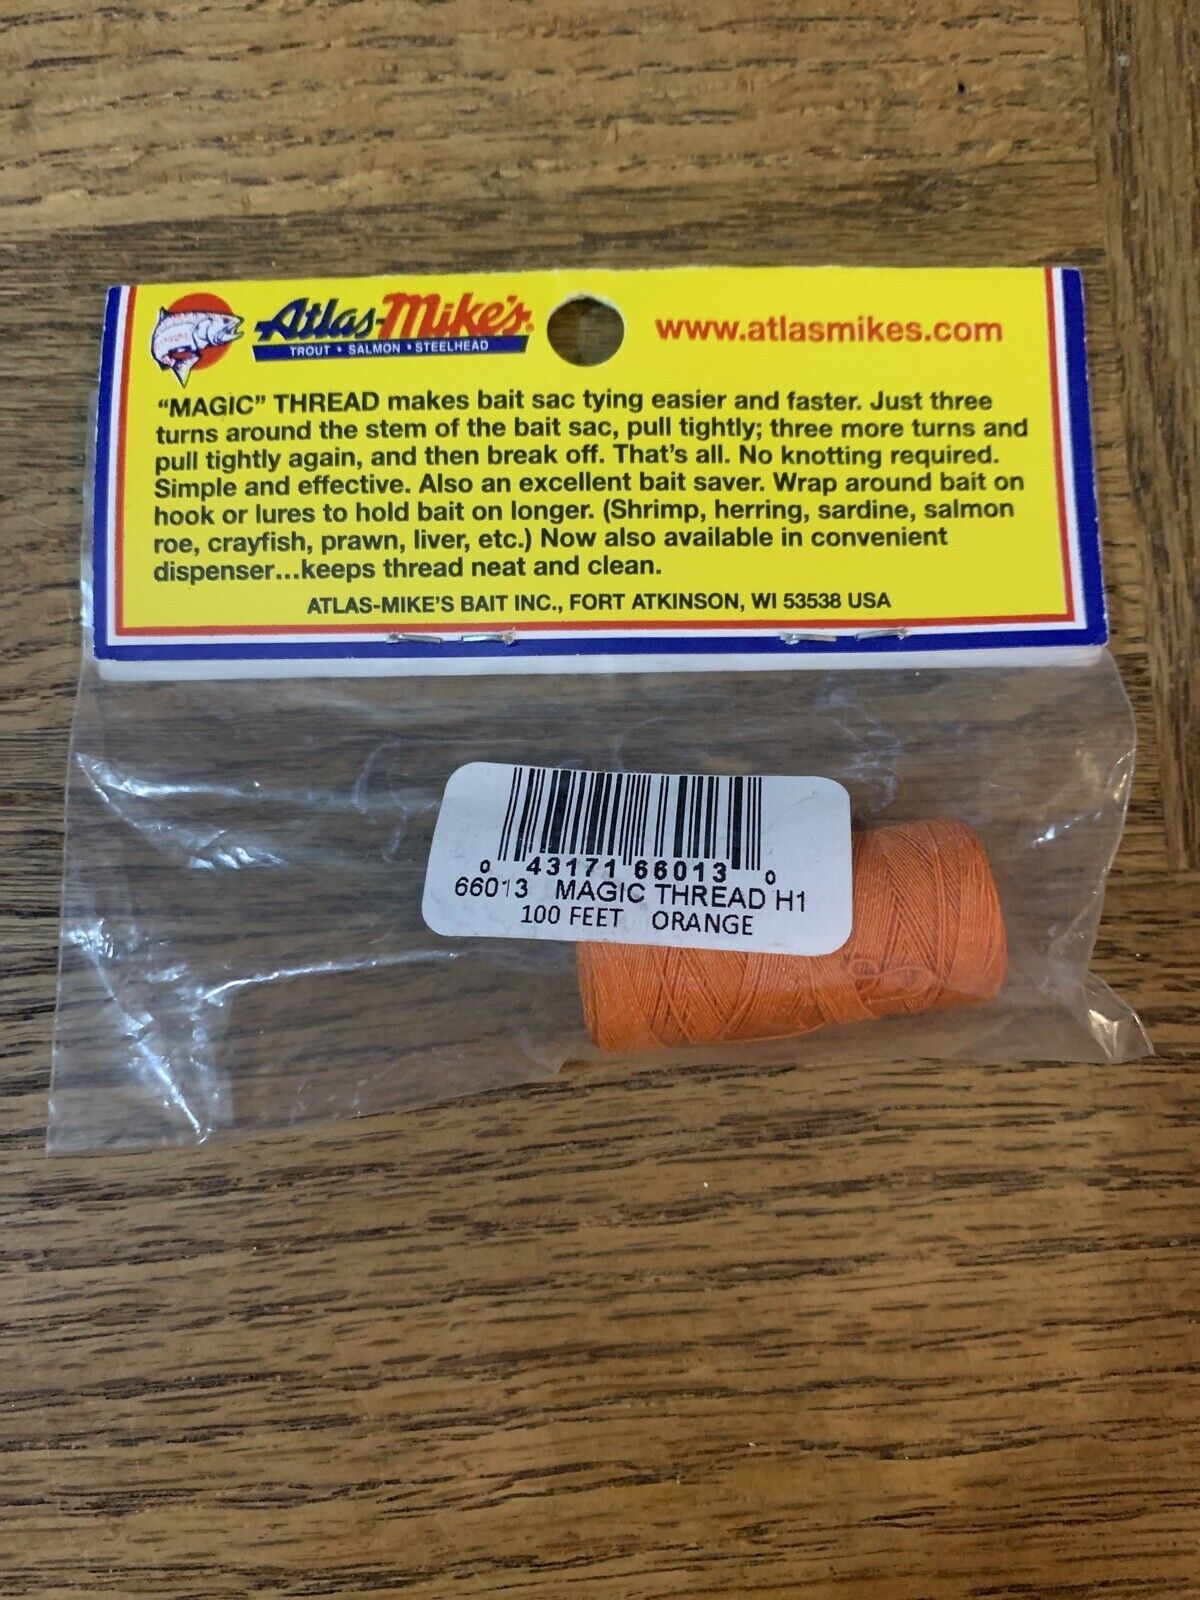 Atlas-Mike's®
TROUT • SALMON • STEELHEAD
www.atlasmikes.com
“MAGIC” THREAD makes bait sac tying easier and faster. Just three
turns around the stem of the bait sac, pull tightly; three more turns and
pull tightly again, and then break off. That's all. No knotting required.
Simple and effective. Also an excellent bait saver. Wrap around bait on
hook or lures to hold bait on longer. (Shrimp, herring, sardine, salmon
roe, crayfish, prawn, liver, etc.) Now also available in convenient
dispenser...keeps thread neat and clean.
ATLAS-MIKE'S BAIT INC., FORT ATKINSON, WI 53538 USA
0 43171 66013 0
66013 MAGIC THREAD H1
100 FEET ORANGE